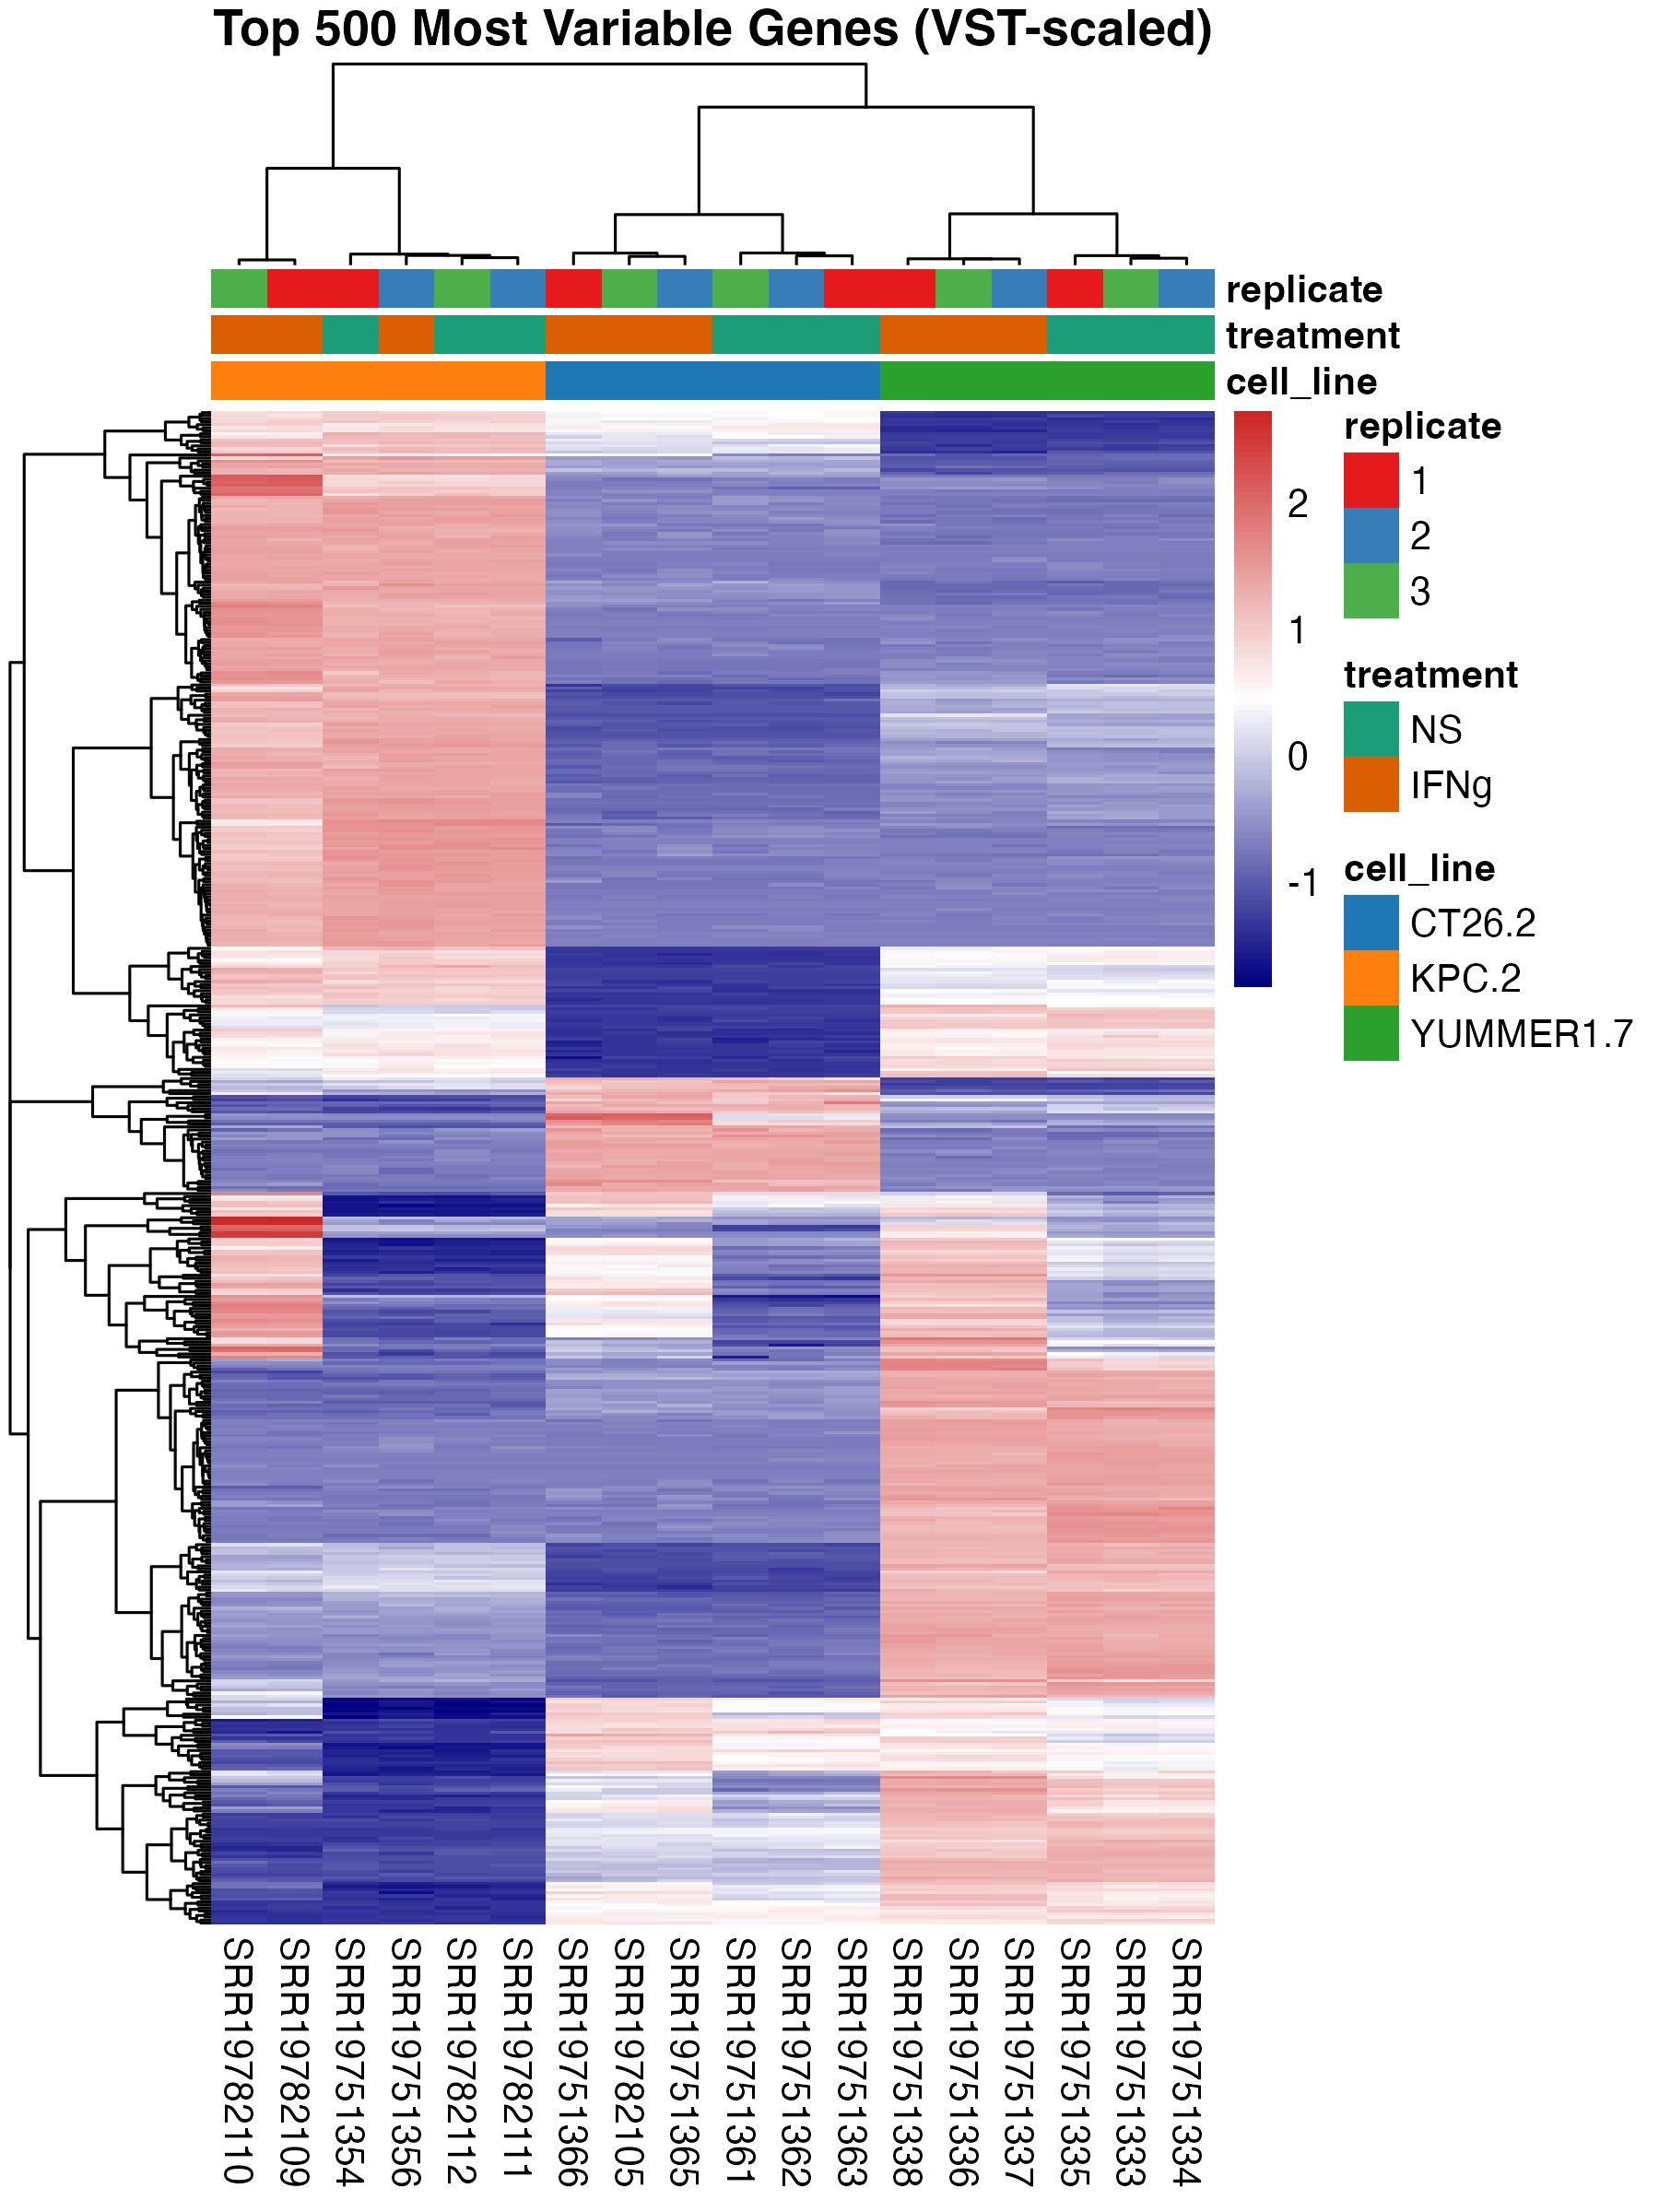 Top 500 Most Variable Genes (VST-scaled)
replicate
treatment
cell_line
2
1
0
-1
replicate
1
2
3
treatment
NS
IFNg
cell_line
CT26.2
KPC.2
YUMMER1.7
SRR19782110
SRR19782109
SRR19751354
SRR19751356
SRR19782112
SRR19782111
SRR19751366
SRR19782105
SRR19751365
SRR19751361
SRR19751362
SRR19751363
SRR19751338
SRR19751336
SRR19751337
SRR19751335
SRR19751333
SRR19751334